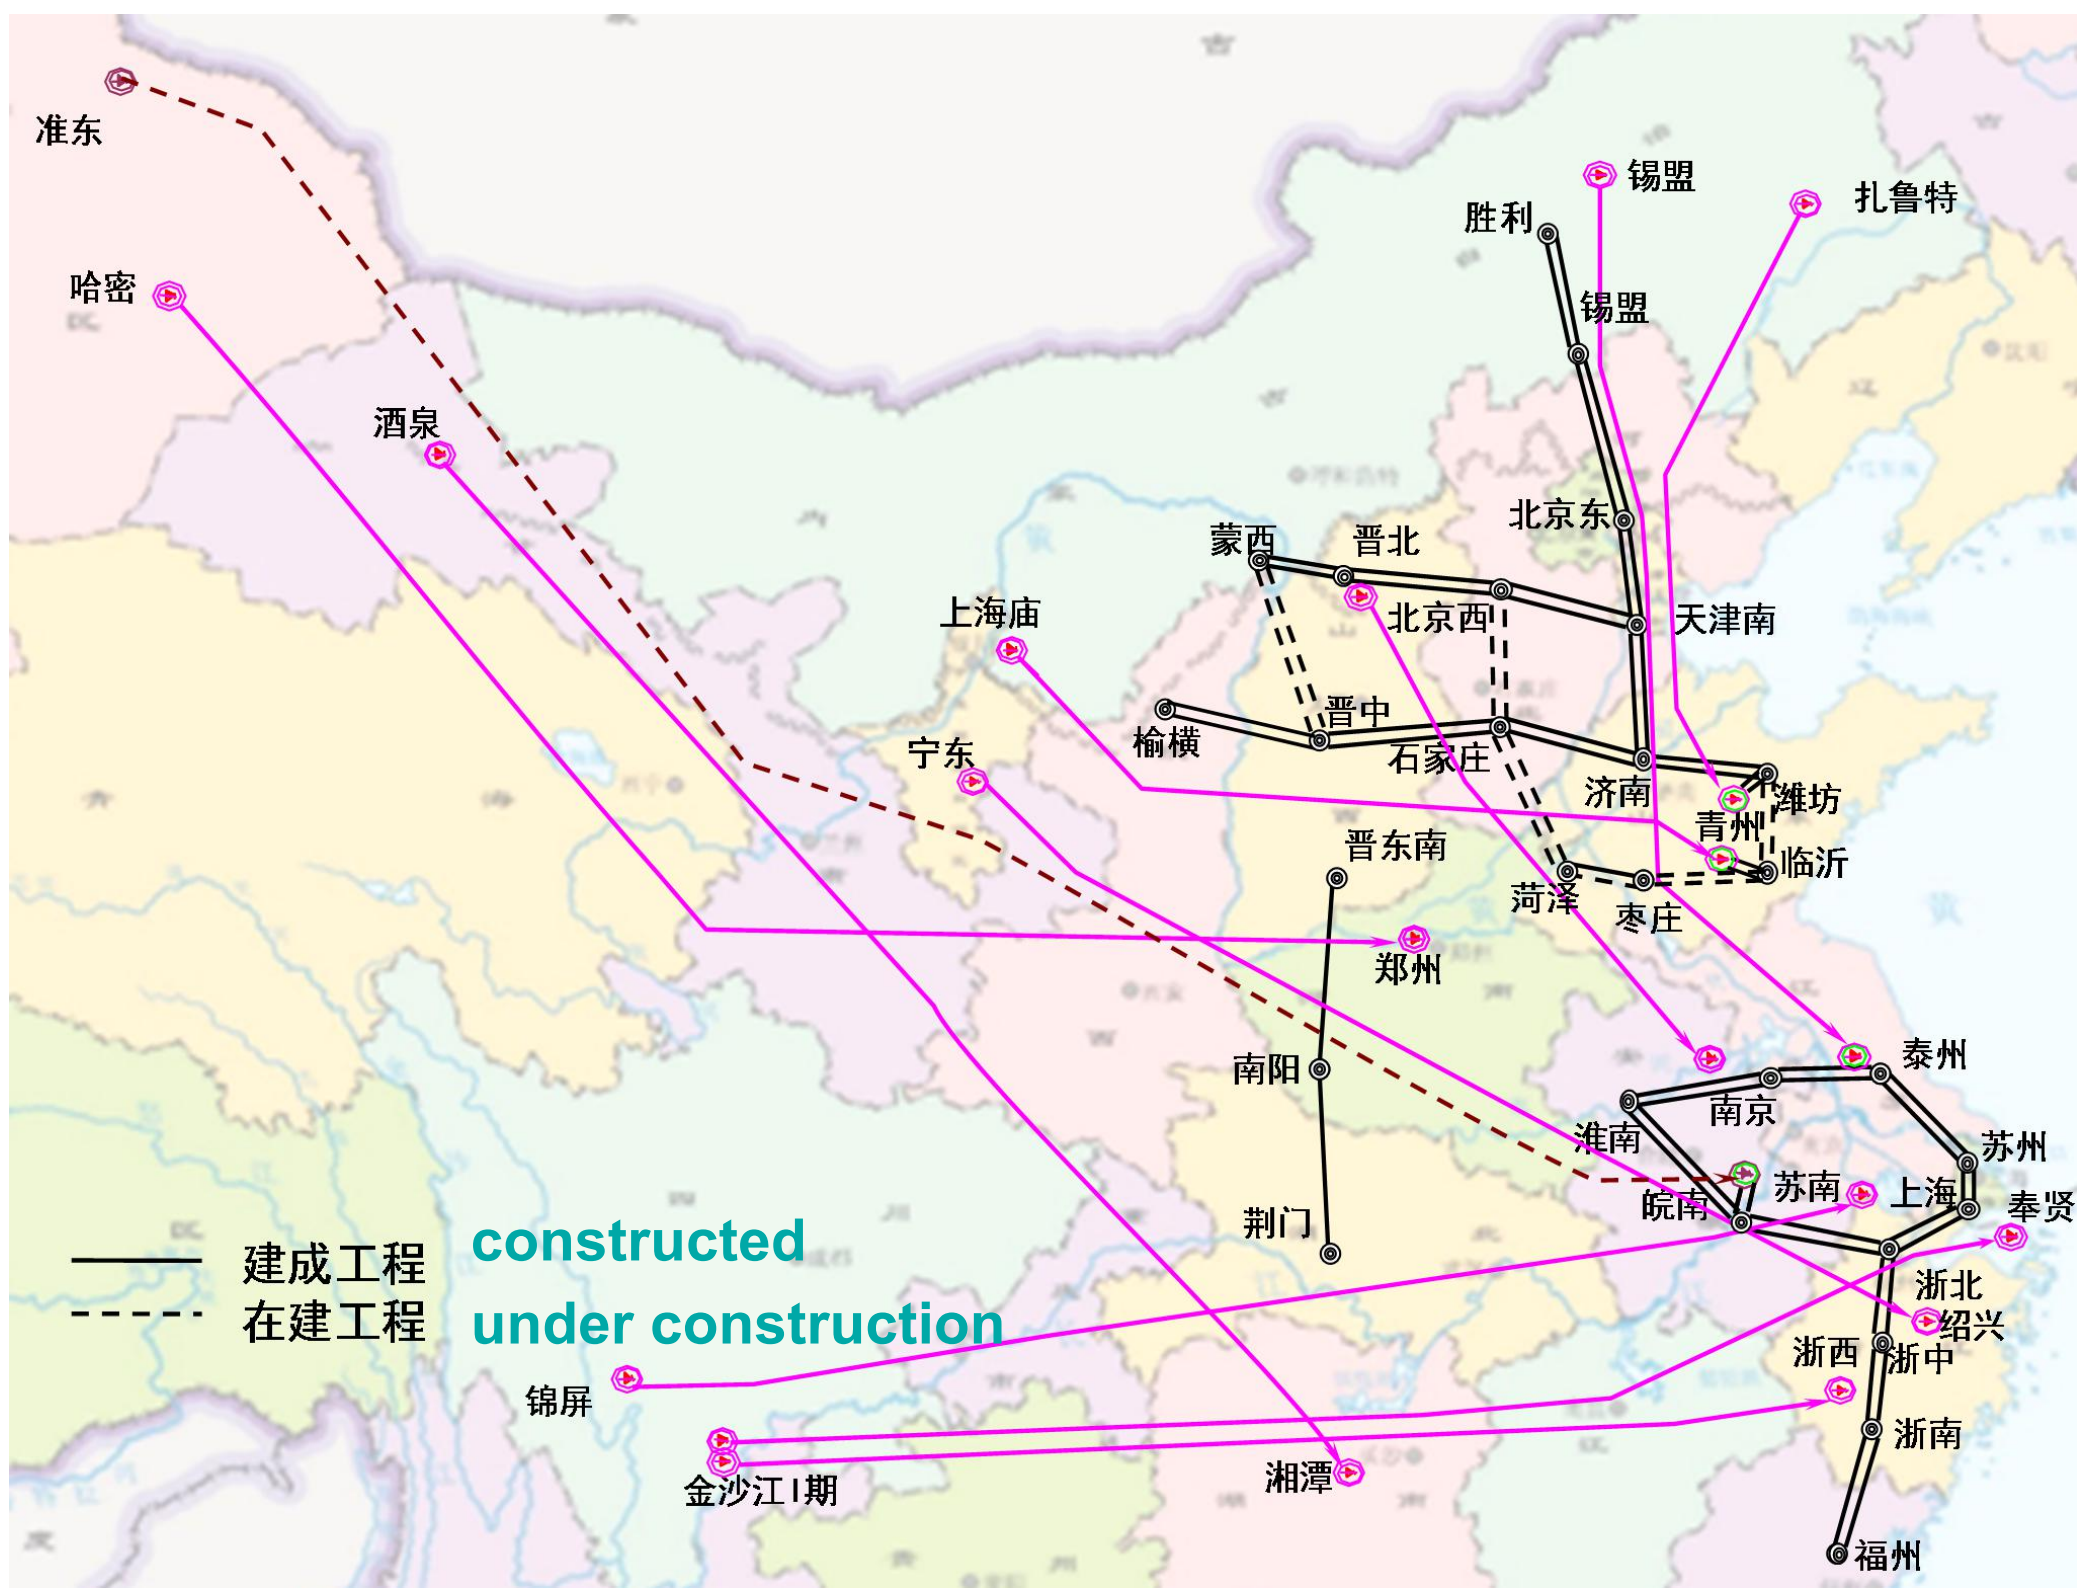 准东
锡盟
扎鲁特
胜利
哈密
锡盟
酒泉
北京东
蒙西
晋北
上海庙
北京西
天津南
晋中
榆横
宁东
石家庄
济南
潍坊
青州
晋东南
临沂
菏泽
枣庄
郑州
南阳
泰州
南京
淮南
苏州
苏南
上海
皖南
奉贤
荆门
建成工程
constructed
浙北
在建工程
under construction
绍兴
浙西
浙中
锦屏
浙南
湘潭
金沙江I期
福州